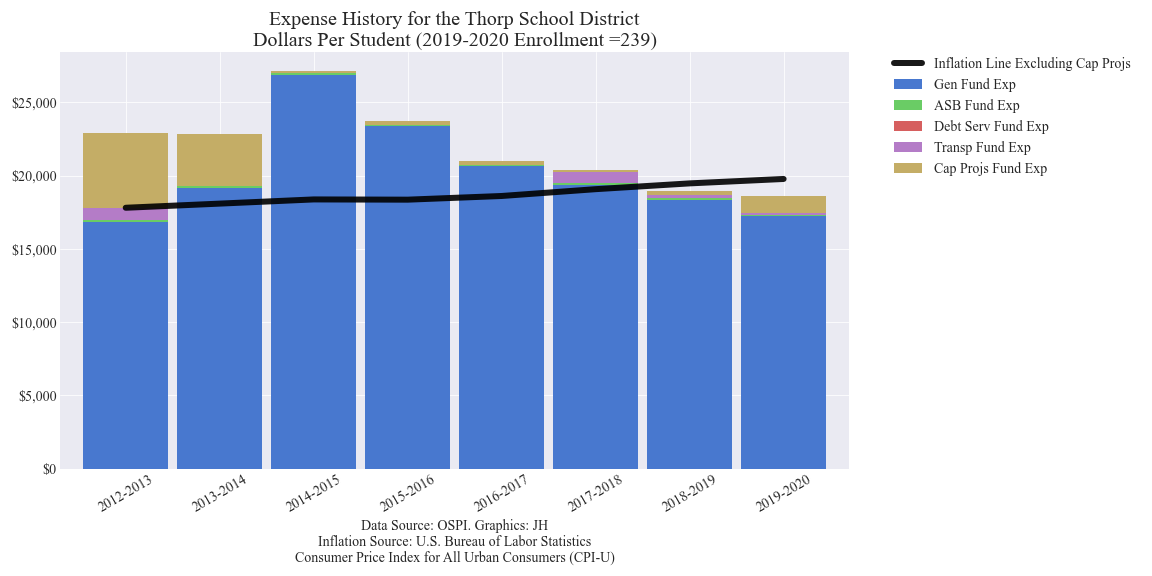 Expense History for the Thorp School District
Dollars Per Student (2019-2020 Enrollment =239)
Inflation Line Excluding Cap Projs
Gen Fund Exp
ASB Fund Exp
Debt Serv Fund Exp
Transp Fund Exp
Cap Projs Fund Exp
$25,000
$20,000
$15,000
$10,000
$5,000
$0
2012-2013
2013-2014
2014-2015
2015-2016
2016-2017
2017-2018
2018-2019
2019-2020
Data Source: OSPI. Graphics: JH
Inflation Source: U.S. Bureau of Labor Statistics
Consumer Price Index for All Urban Consumers (CPI-U)